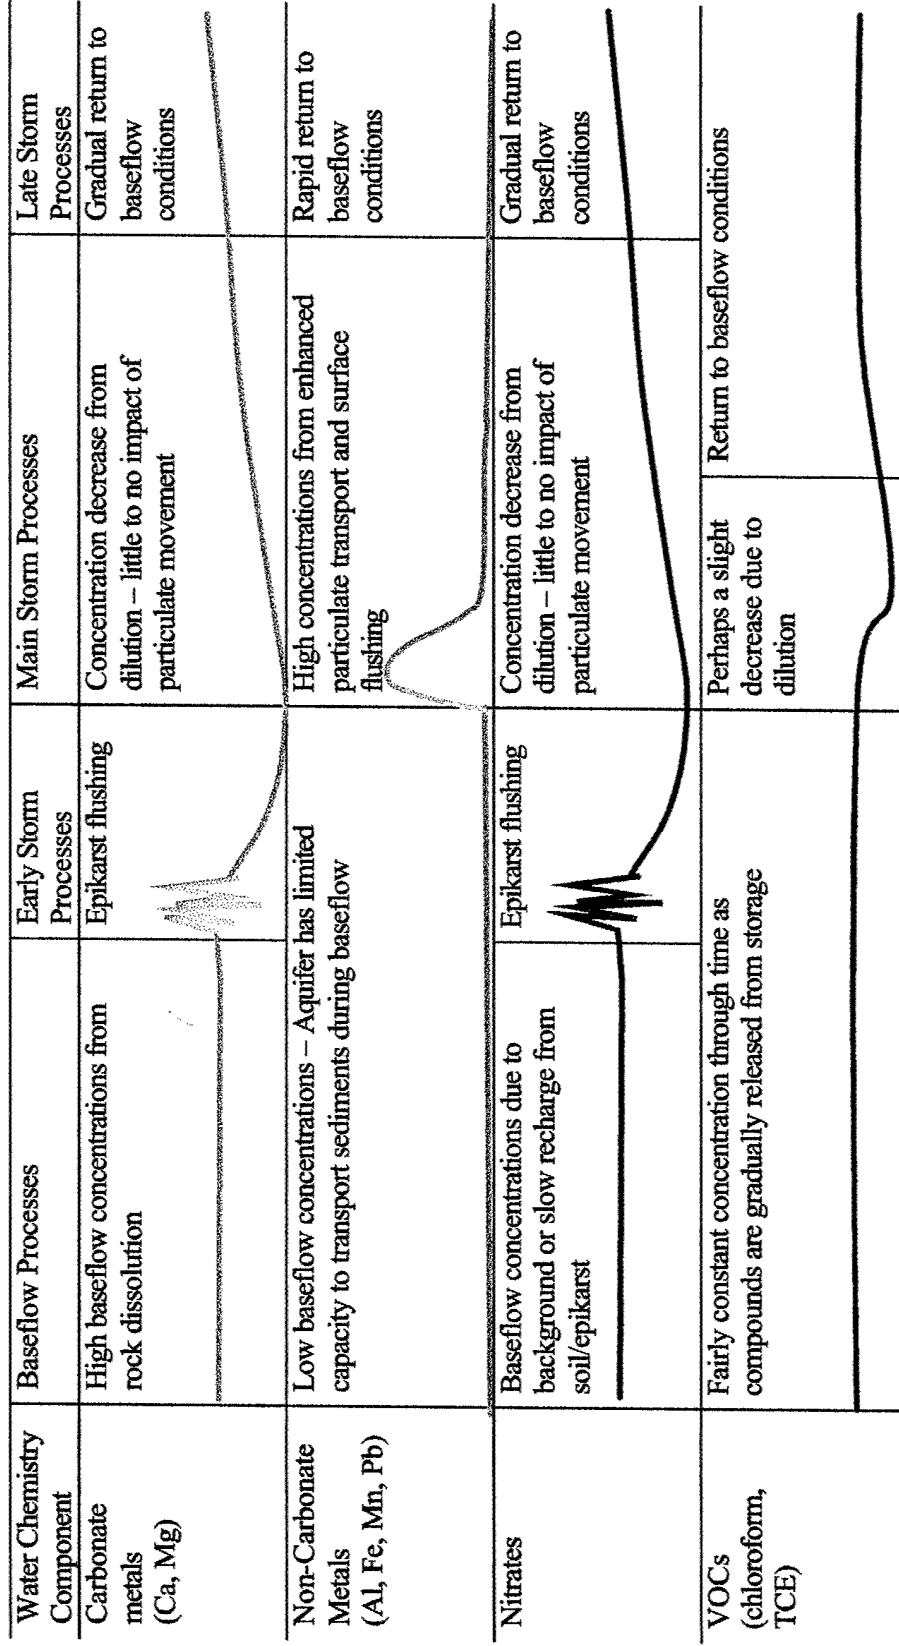 Water Chemistry
Component
Baseflow Processes
Early Storm
Processes
Main Storm Processes
Late Storm
Processes
Carbonate
metals
(Ca, Mg)
High baseflow concentrations from
rock dissolution
Epikarst flushing
Concentration decrease from
dilution – little to no impact of
particulate movement
Gradual return to
baseflow
conditions
Non-Carbonate
Metals
(Al, Fe, Mn, Pb)
Low baseflow concentrations – Aquifer has limited
capacity to transport sediments during baseflow
High concentrations from enhanced
particulate transport and surface
flushing
Rapid return to
baseflow
conditions
Nitrates
Baseflow concentrations due to
background or slow recharge from
soil/epikarst
Epikarst flushing
Concentration decrease from
dilution – little to no impact of
particulate movement
Gradual return to
baseflow
conditions
VOCs
(chloroform,
TCE)
Fairly constant concentration through time as
compounds are gradually released from storage
Perhaps a slight
decrease due to
dilution
Return to baseflow conditions